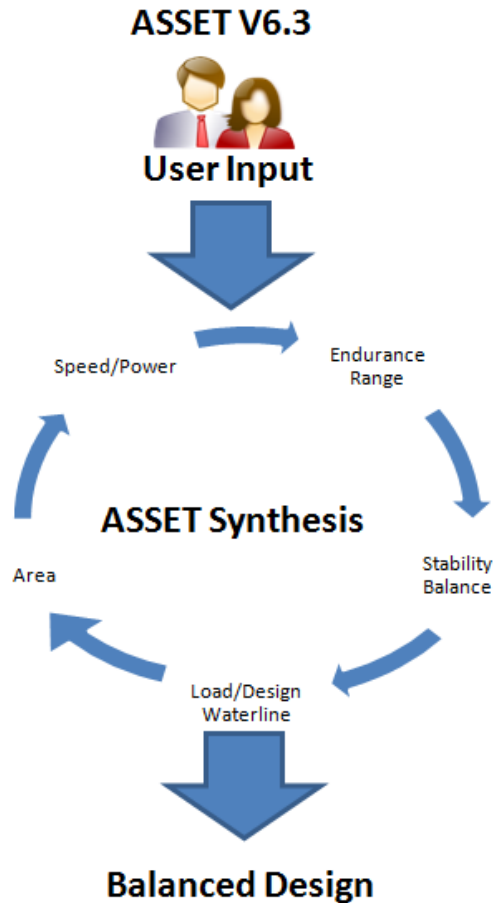 ASSET V6.3
User Input
Speed/Power
Endurance
Range
ASSET Synthesis
Area
Stability
Balance
Load/Design
Waterline
Balanced Design